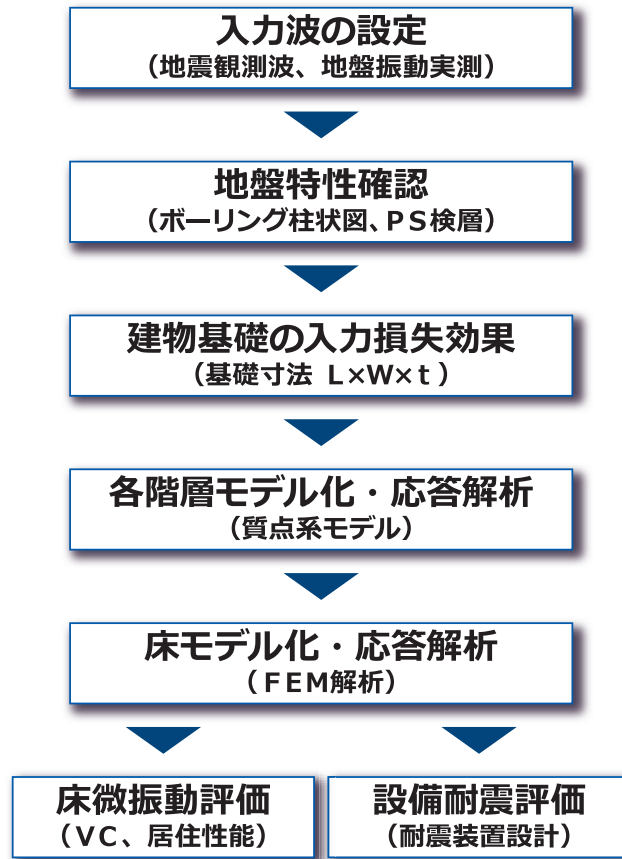 入力波の設定
（地震観測波、地盤振動実測）
地盤特性確認
（ボーリング柱状図、PS検層）
建物基礎の入力損失効果
（基礎寸法 L×W×t）
各階層モデル化・応答解析
（質点系モデル）
床モデル化・応答解析
（FEM解析）
床微振動評価
（VC、居住性能）
設備耐震評価
（耐震装置設計）